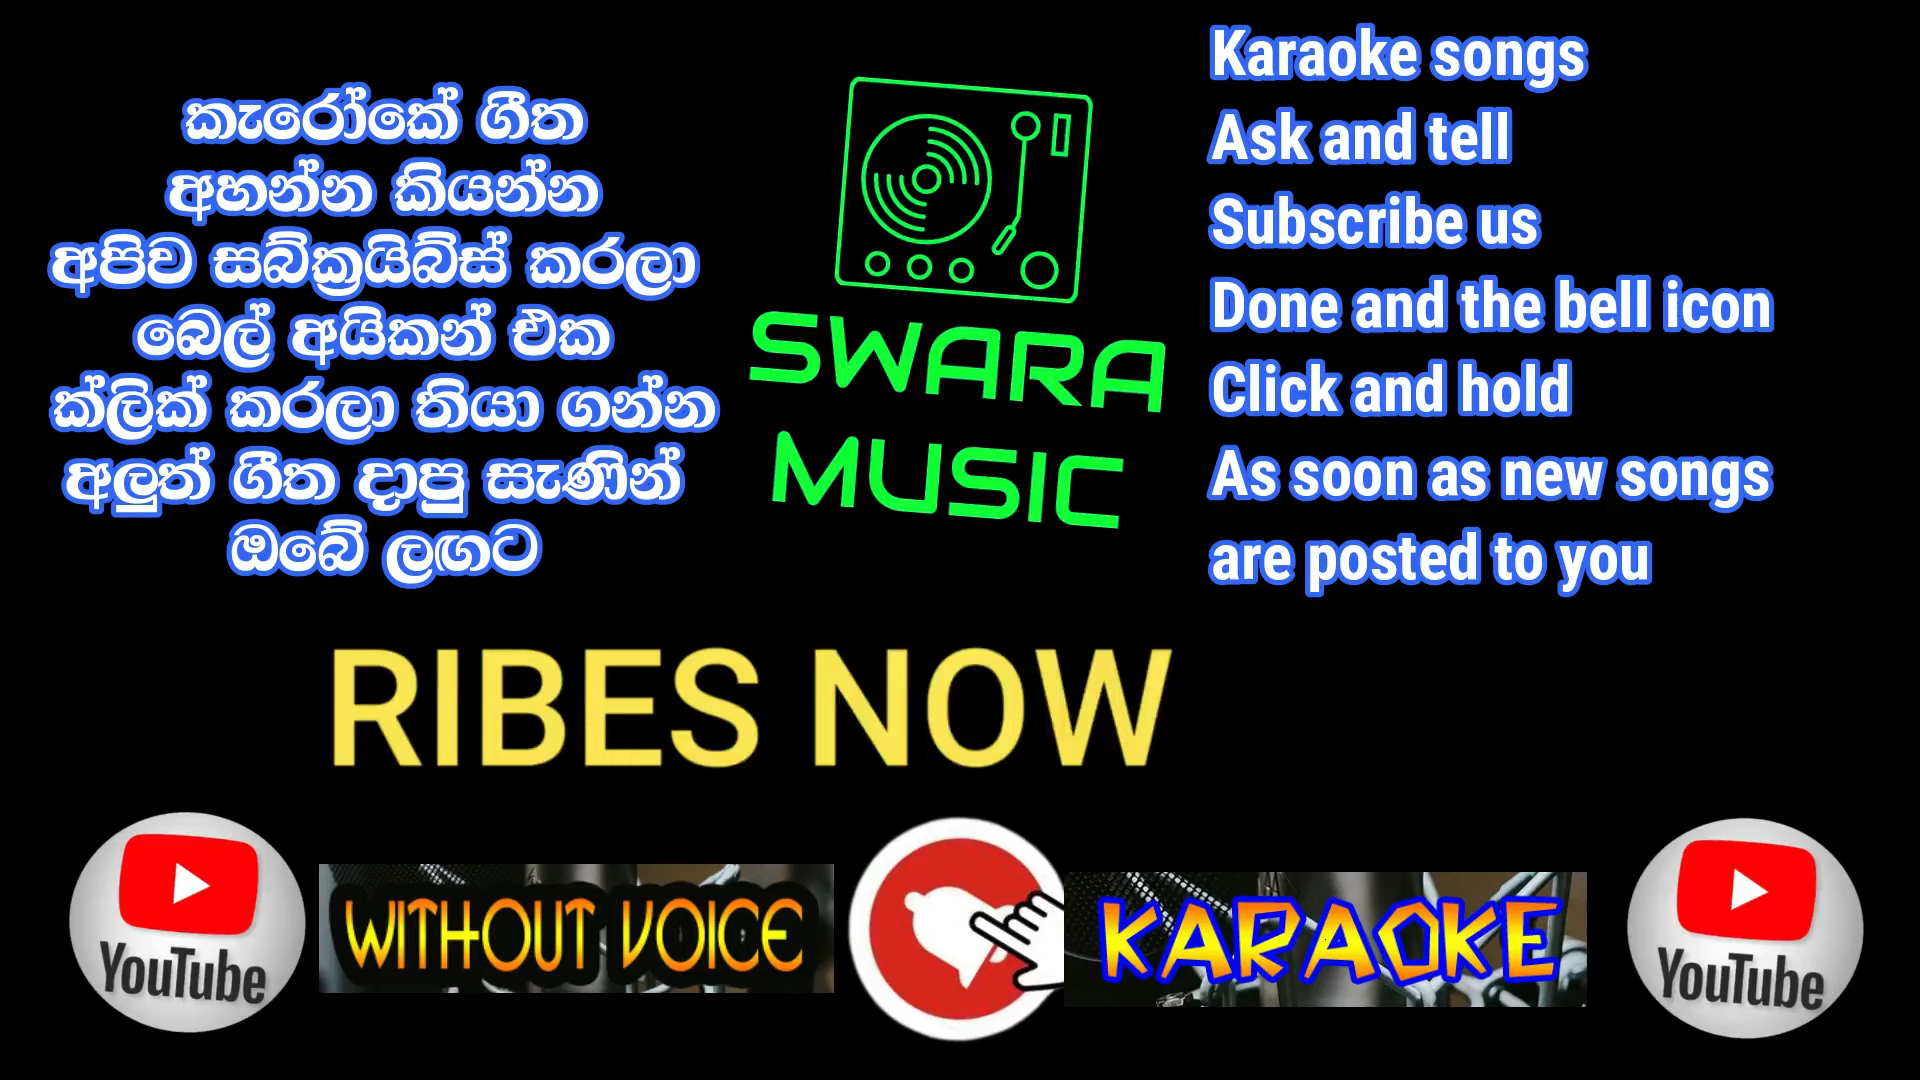 කැරෝකේ ගීත
අහන්න කියන්න
අපිව සබ්ක්‍රයිබ්ස් කරලා
බෙල් අයිකන් එක
ක්ලික් කරලා තියා ගන්න
අලුත් ගීත දාපු සැණින්
ඔබේ ලඟට
SWARA
MUSIC
Karaoke songs
Ask and tell
Subscribe us
Done and the bell icon
Click and hold
As soon as new songs
are posted to you
RIBES NOW
YouTube
WITHOUT VOICE
KARAOKE
YouTube